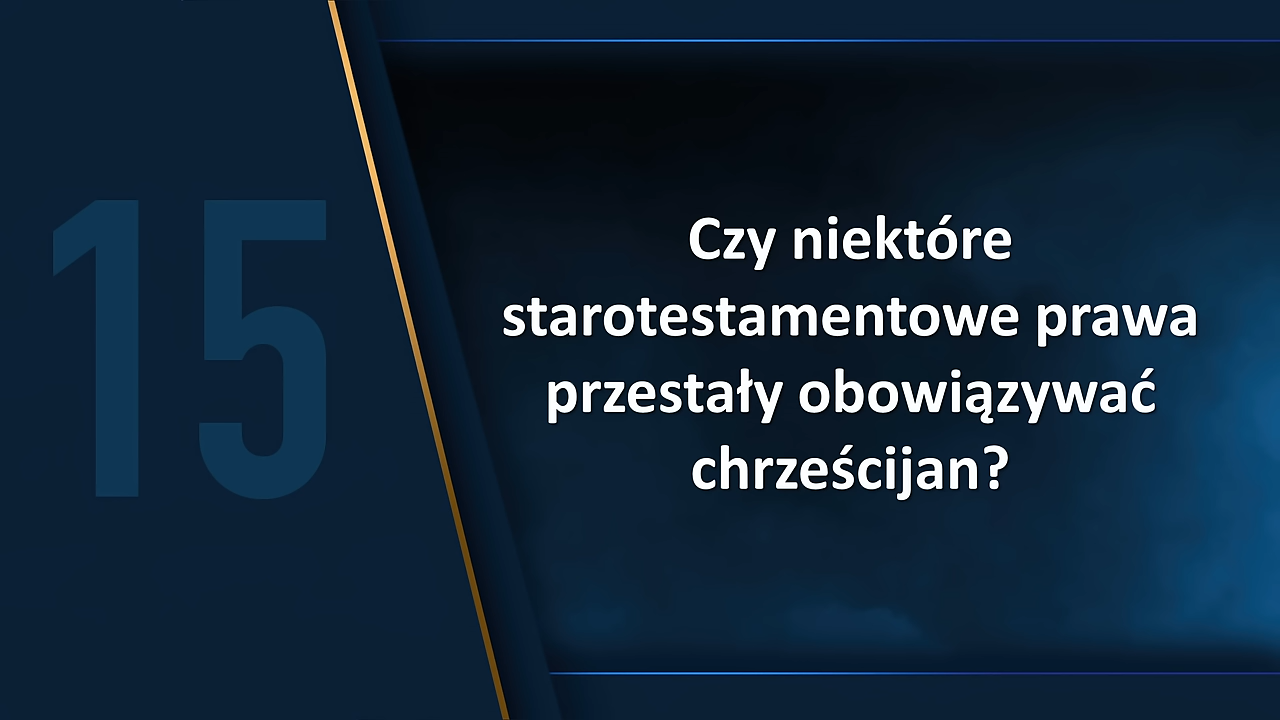 15
Czy niektóre
starotestamentowe prawa
przestały obowiązywać
chrześcijan?